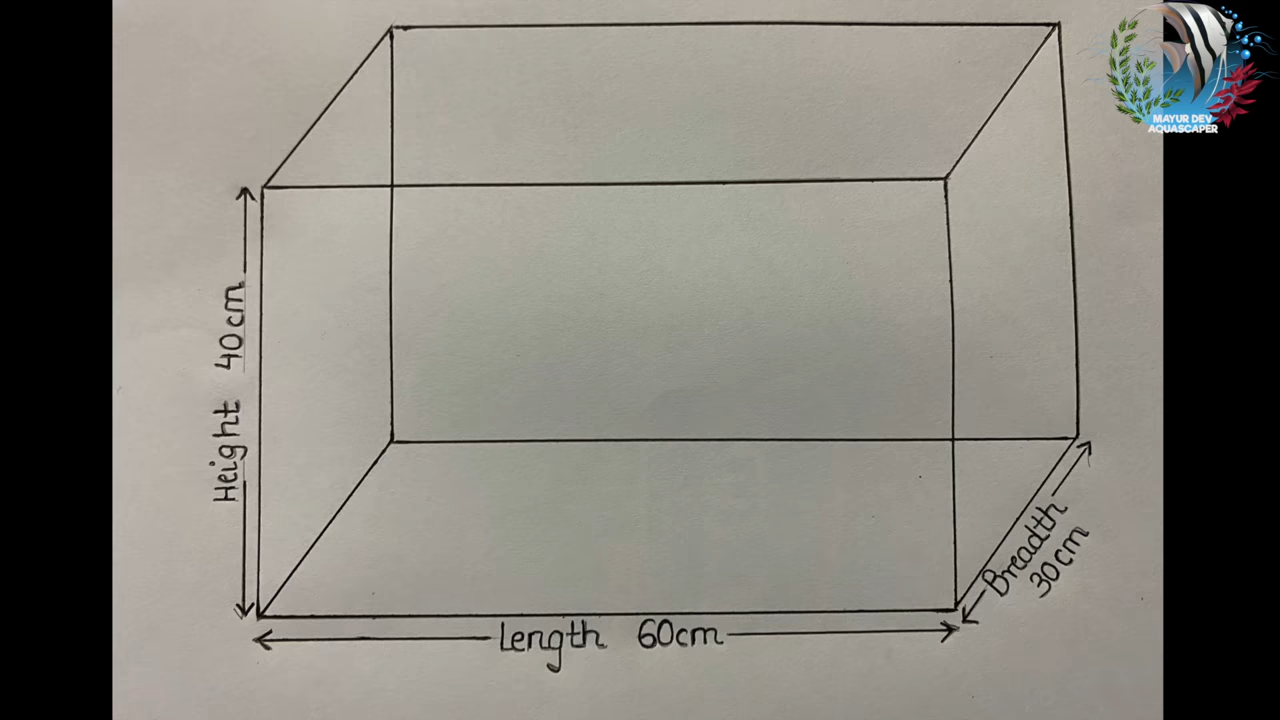 MAYUR DEV
AQUASCAPER
Height 40cm
Breadth
30cm
Length 60cm